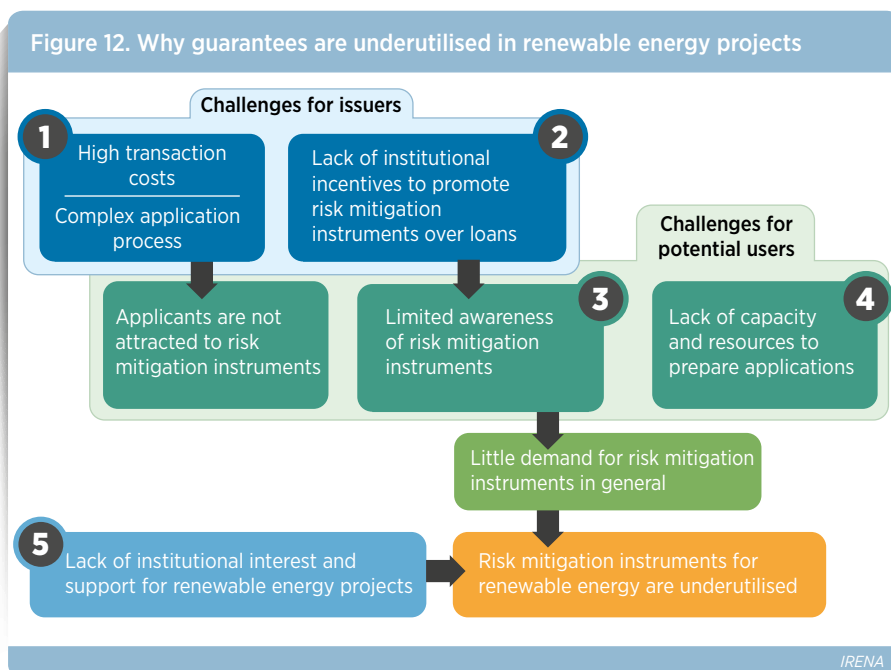 Figure 12. Why guarantees are underutilised in renewable energy projects
Challenges for issuers
1
High transaction
costs
Complex application
process
2
Lack of institutional
incentives to promote
risk mitigation
instruments over loans
Challenges for
potential users
Applicants are not
attracted to risk
mitigation instruments
3
Limited awareness
of risk mitigation
instruments
4
Lack of capacity
and resources to
prepare applications
Little demand for risk mitigation
instruments in general
5
Lack of institutional interest and
support for renewable energy projects
Risk mitigation instruments for
renewable energy are underutilised
IRENA